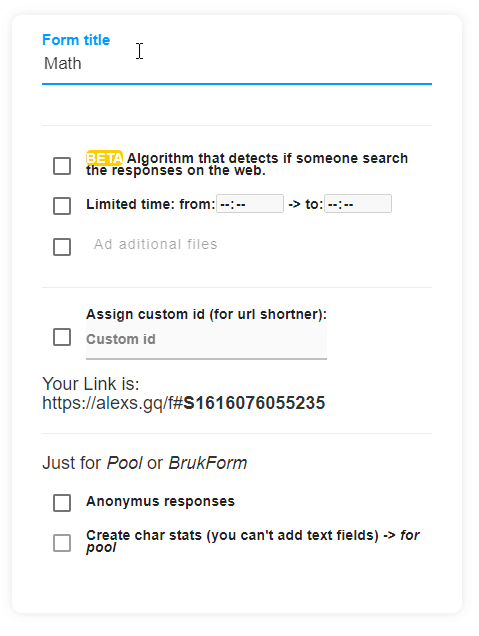 Form title
Math
BETA Algorithm that detects if someone search
the responses on the web.
Limited time: from: --:-- -> to: --:--
Ad aditional files
Assign custom id (for url shortner):
Custom id
Your Link is:
https://alexs.gq/f#S1616076055235
Just for Pool or BrukForm
Anonymus responses
Create char stats (you can't add text fields) -> for
pool